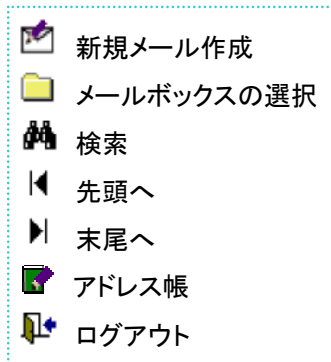 新規メール作成
メールボックスの選択
検索
先頭へ
末尾へ
アドレス帳
ログアウト